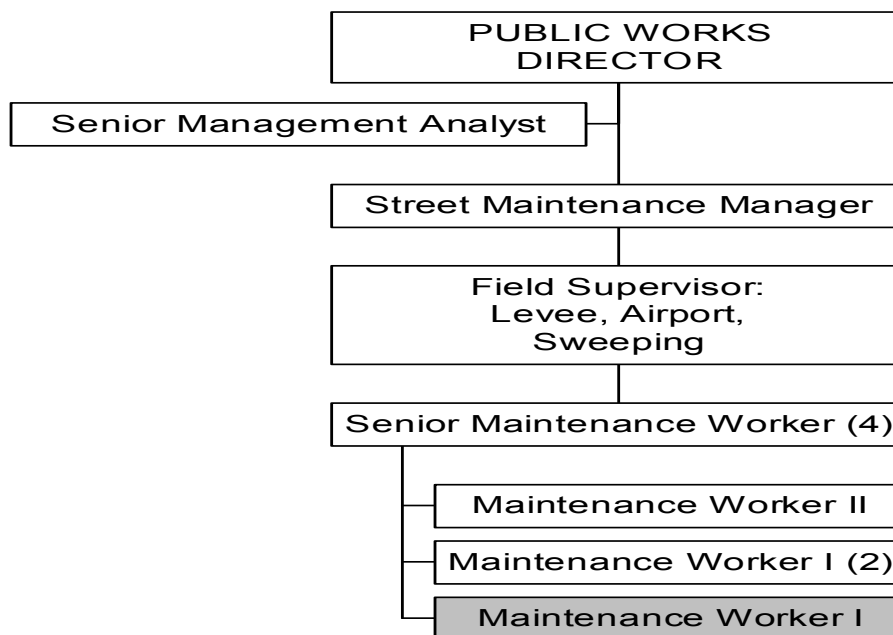 PUBLIC WORKS
DIRECTOR
Senior Management Analyst
Street Maintenance Manager
Field Supervisor:
Levee, Airport,
Sweeping
Senior Maintenance Worker (4)
Maintenance Worker II
Maintenance Worker I (2)
Maintenance Worker I